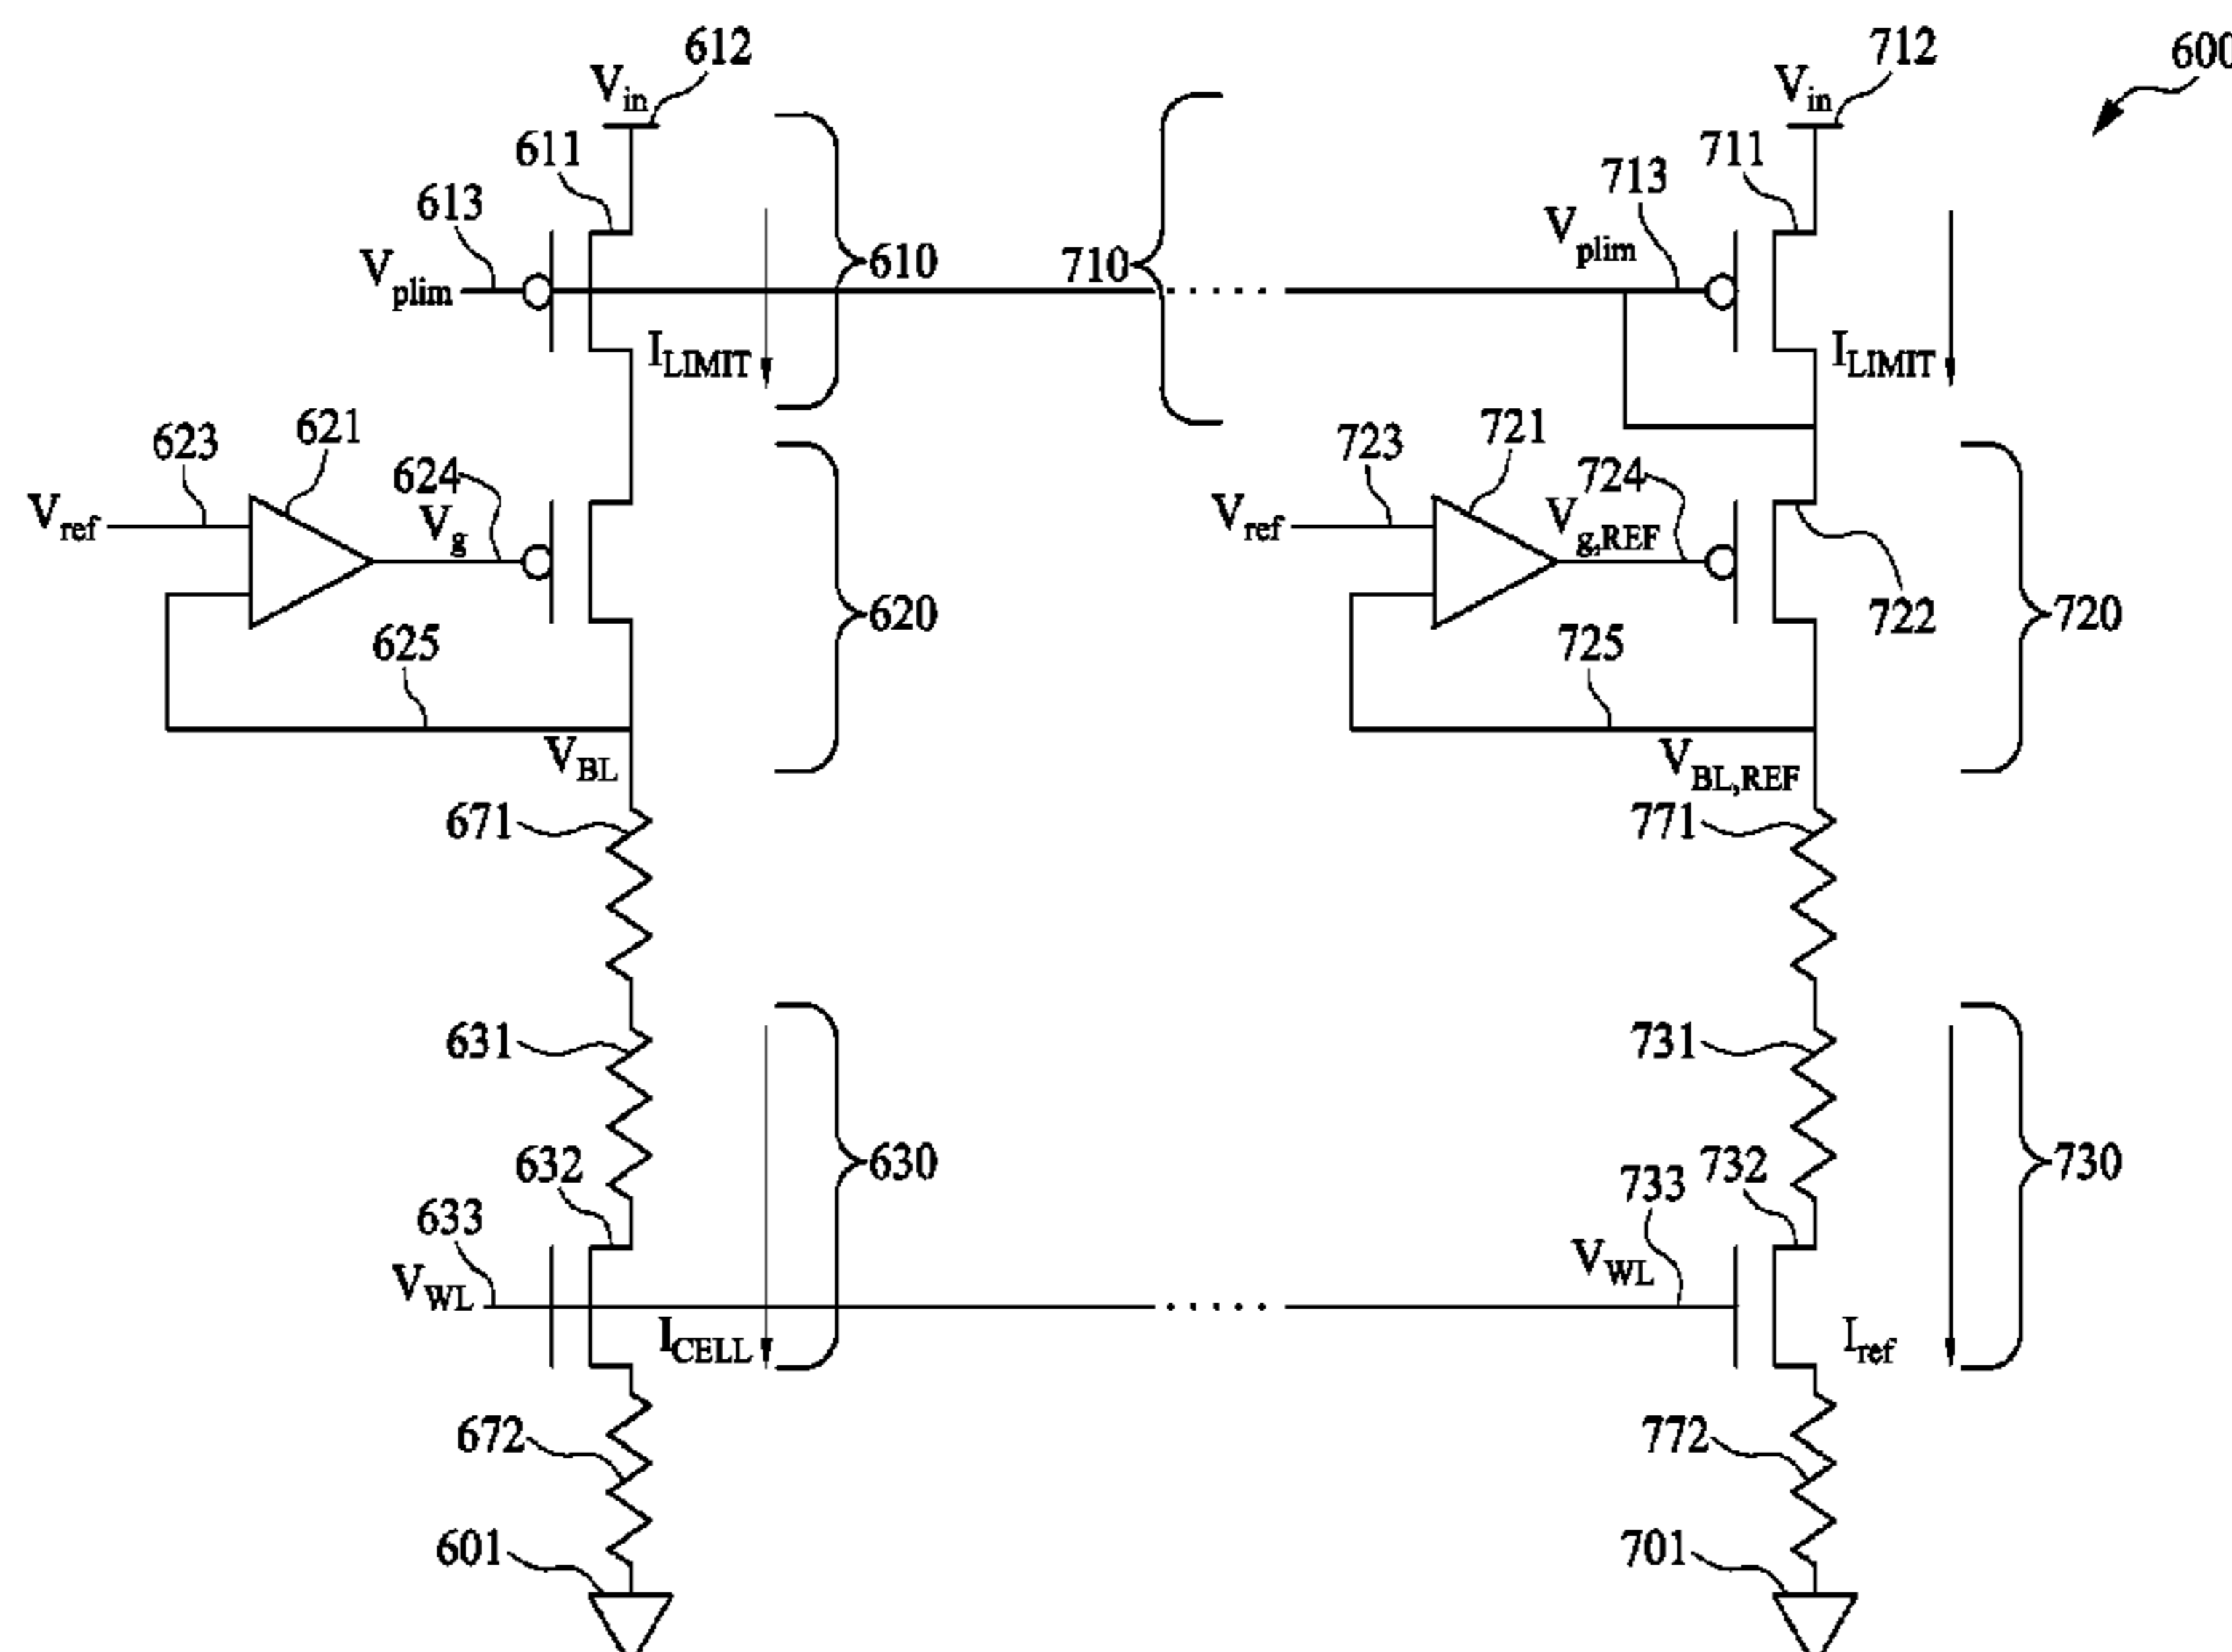 612
712
600
V_in
V_in
611
711
613
713
V_plim
V_plim
610
710
I_LIMIT
I_LIMIT
623
621
723
721
624
724
V_ref
V_g
V_ref
V_g,REF
620
722
720
625
725
V_BL
V_BL,REF
671
771
631
731
632
630
733
732
730
633
V_WL
V_WL
I_CELL
I_ref
672
772
601
701